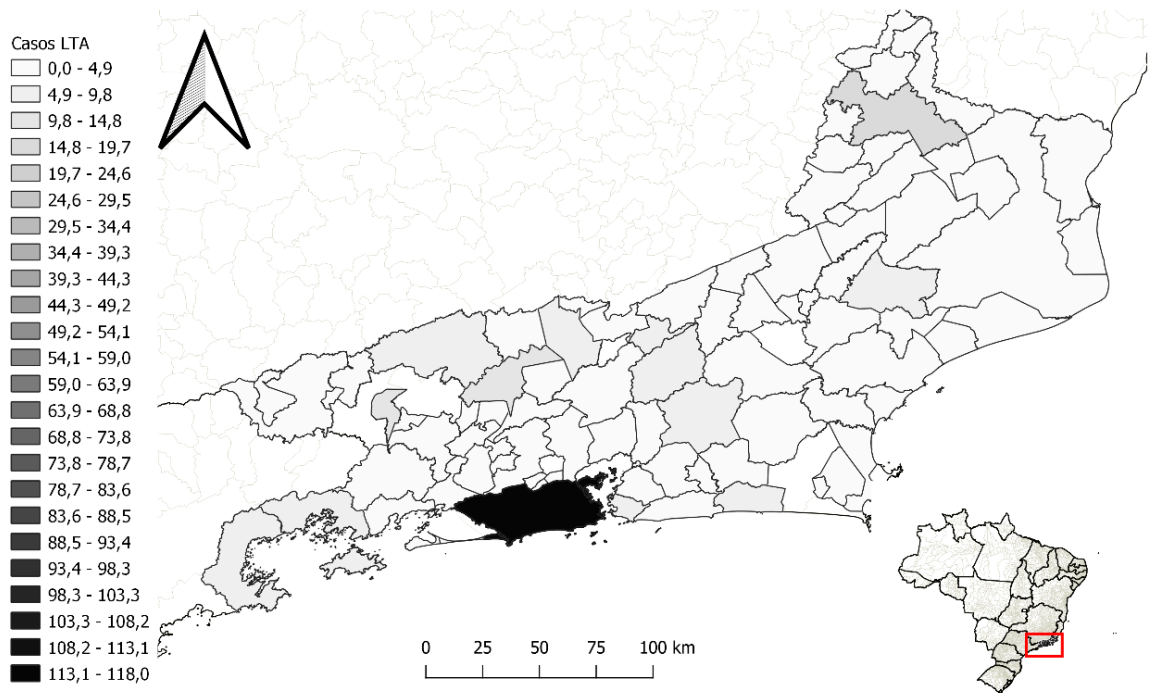 Casos LTA
0,0 - 4,9
4,9 - 9,8
9,8 - 14,8
14,8 - 19,7
19,7 - 24,6
24,6 - 29,5
29,5 - 34,4
34,4 - 39,3
39,3 - 44,3
44,3 - 49,2
49,2 - 54,1
54,1 - 59,0
59,0 - 63,9
63,9 - 68,8
68,8 - 73,8
73,8 - 78,7
78,7 - 83,6
83,6 - 88,5
88,5 - 93,4
93,4 - 98,3
98,3 - 103,3
103,3 - 108,2
108,2 - 113,1
113,1 - 118,0
0 25 50 75 100 km